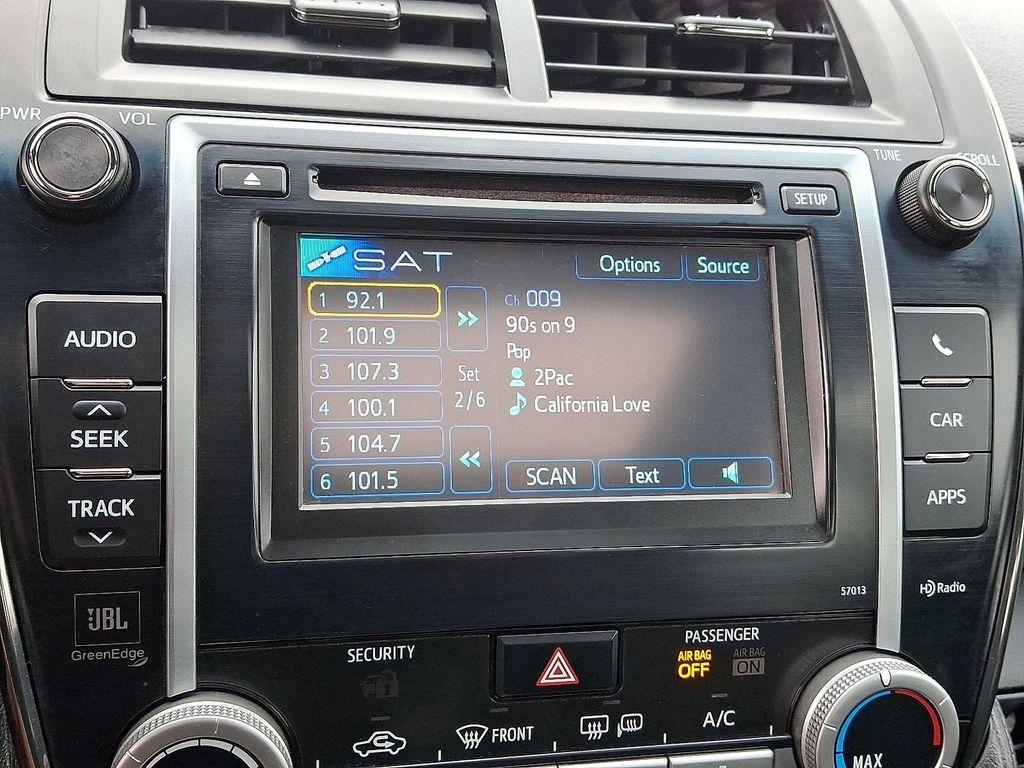 PWR
VOL
TUNE
SCROLL
SETUP
SAT
Options
Source
1 92.1
2 101.9
3 107.3
4 100.1
5 104.7
6 101.5
Set
2/6
Ch 009
90s on 9
Pop
2Pac
California Love
SCAN
Text
AUDIO
SEEK
TRACK
CAR
APPS
57013
HD Radio
JBL
GreenEdge
SECURITY
PASSENGER
AIR BAG
OFF
AIR BAG
ON
FRONT
A/C
MAX